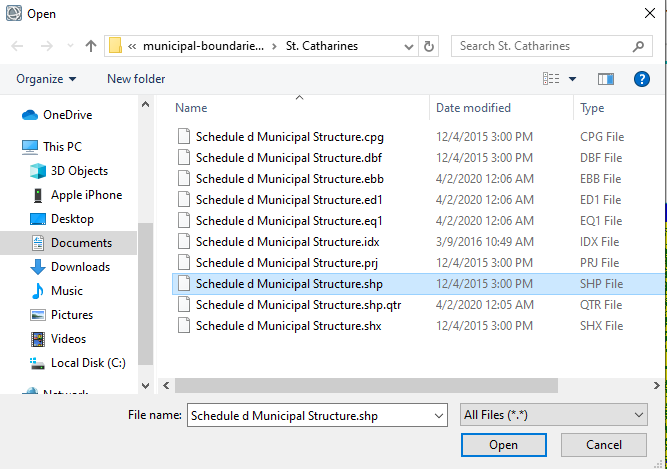 Open
« municipal-boundarie... > St. Catharines
Search St. Catharines
Organize
New folder
?
Name
Date modified
Type
OneDrive
This PC
3D Objects
Apple iPhone
Desktop
Documents
Downloads
Music
Pictures
Videos
Local Disk (C:)
Network
Schedule d Municipal Structure.cpg 12/4/2015 3:00 PM CPG File
Schedule d Municipal Structure.dbf 12/4/2015 3:00 PM DBF File
Schedule d Municipal Structure.ebb 4/2/2020 12:06 AM EBB File
Schedule d Municipal Structure.ed1 4/2/2020 12:06 AM ED1 File
Schedule d Municipal Structure.eq1 4/2/2020 12:06 AM EQ1 File
Schedule d Municipal Structure.idx 3/9/2016 10:49 AM IDX File
Schedule d Municipal Structure.prj 12/4/2015 3:00 PM PRJ File
Schedule d Municipal Structure.shp 12/4/2015 3:00 PM SHP File
Schedule d Municipal Structure.shp.qtr 4/2/2020 12:05 AM QTR File
Schedule d Municipal Structure.shx 12/4/2015 3:00 PM SHX File
File name: Schedule d Municipal Structure.shp
All Files (*.*)
Open
Cancel